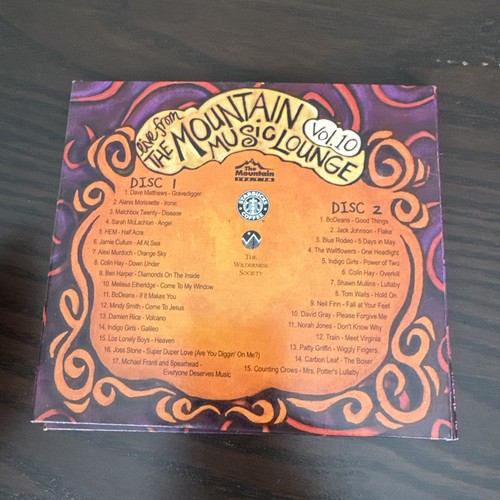 live from
THE MOUNTAIN
MUSIC LOUNGE
Vol. 10
The Mountain
103.7 FM
STARBUCKS
COFFEE
THE
WILDERNESS
SOCIETY
DISC 1
1. Dave Matthews - Gravedigger
2. Alanis Morissette - Ironic
3. Matchbox Twenty - Disease
4. Sarah McLachlan - Angel
5. HEM - Half Acre
6. Jamie Cullum - All At Sea
7. Alexi Murdoch - Orange Sky
8. Colin Hay - Down Under
9. Ben Harper - Diamonds On The Inside
10. Melissa Etheridge - Come To My Window
11. BoDeans - If It Makes You
12. Mindy Smith - Come To Jesus
13. Damien Rice - Volcano
14. Indigo Girls - Galileo
15. Los Lonely Boys - Heaven
16. Joss Stone - Super Duper Love (Are You Diggin' On Me?)
17. Michael Franti and Spearhead -
Everyone Deserves Music
DISC 2
1. BoDeans - Good Things
2. Jack Johnson - Flake
3. Blue Rodeo - 5 Days in May
4. The Wallflowers - One Headlight
5. Indigo Girls - Power of Two
6. Colin Hay - Overkill
7. Shawn Mullins - Lullaby
8. Tom Waits - Hold On
9. Neil Finn - Fall at Your Feet
10. David Gray - Please Forgive Me
11. Norah Jones - Don't Know Why
12. Train - Meet Virginia
13. Patty Griffin - Wiggly Fingers
14. Carbon Leaf - The Boxer
15. Counting Crows - Mrs. Potter's Lullaby